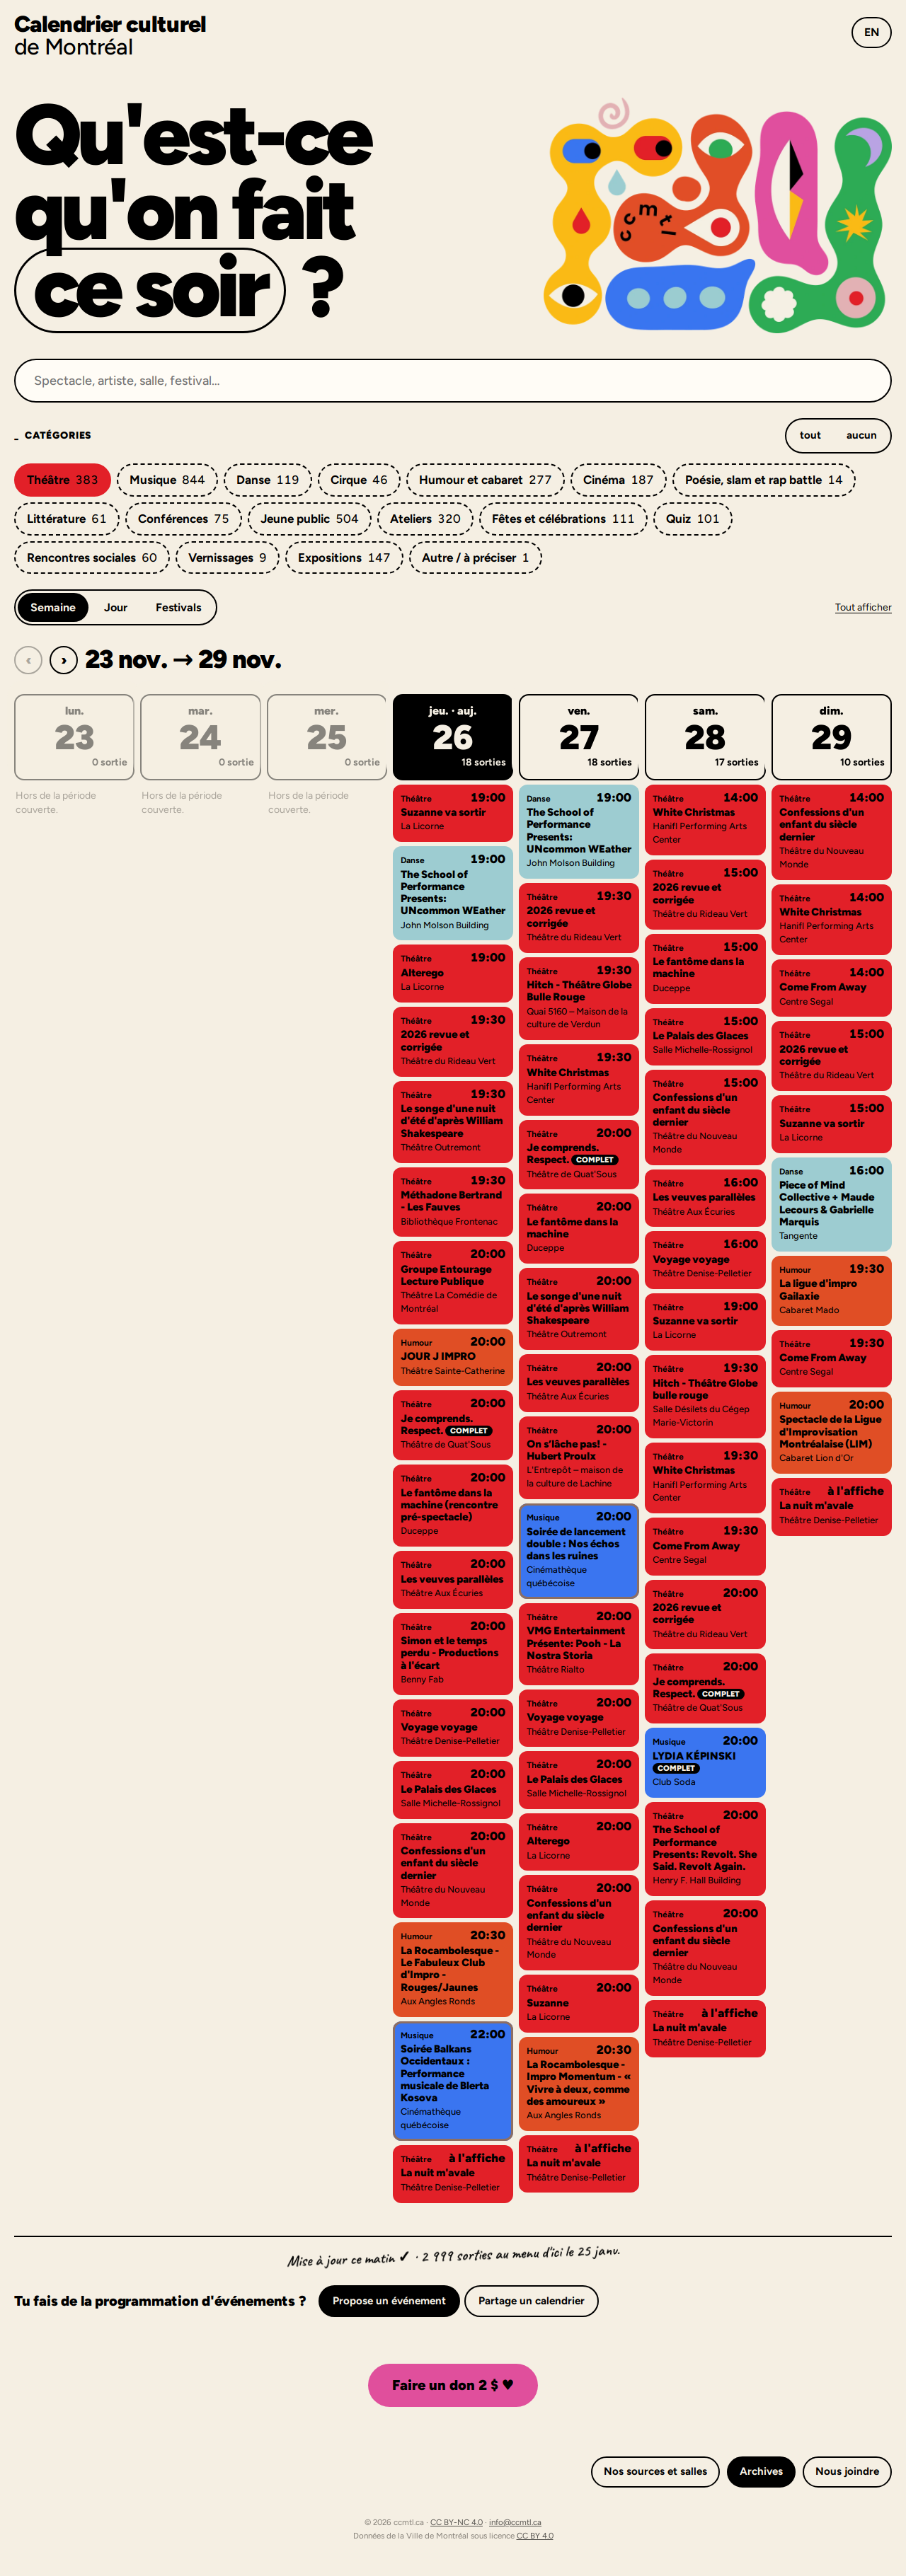 Calendrier culturel
de Montréal
EN
Qu'est-ce
qu'on fait
ce soir ?
ccmtl
Spectacle, artiste, salle, festival…
CATÉGORIES
tout aucun
Théâtre 383 Musique 844 Danse 119 Cirque 46 Humour et cabaret 277 Cinéma 187 Poésie, slam et rap battle 14
Littérature 61 Conférences 75 Jeune public 504 Ateliers 320 Fêtes et célébrations 111 Quiz 101
Rencontres sociales 60 Vernissages 9 Expositions 147 Autre / à préciser 1
Semaine Jour Festivals
Tout afficher
‹ › 23 nov. → 29 nov.
lun.
23
0 sortie
Hors de la période
couverte.
mar.
24
0 sortie
Hors de la période
couverte.
mer.
25
0 sortie
Hors de la période
couverte.
jeu. · auj.
26
18 sorties
Théâtre 19:00
Suzanne va sortir
La Licorne
Danse 19:00
The School of
Performance
Presents:
UNcommon WEather
John Molson Building
Théâtre 19:00
Alterego
La Licorne
Théâtre 19:30
2026 revue et
corrigée
Théâtre du Rideau Vert
Théâtre 19:30
Le songe d'une nuit
d'été d'après William
Shakespeare
Théâtre Outremont
Théâtre 19:30
Méthadone Bertrand
- Les Fauves
Bibliothèque Frontenac
Théâtre 20:00
Groupe Entourage
Lecture Publique
Théâtre La Comédie de
Montréal
Humour 20:00
JOUR J IMPRO
Théâtre Sainte-Catherine
Théâtre 20:00
Je comprends.
Respect. COMPLET
Théâtre de Quat'Sous
Théâtre 20:00
Le fantôme dans la
machine (rencontre
pré-spectacle)
Duceppe
Théâtre 20:00
Les veuves parallèles
Théâtre Aux Écuries
Théâtre 20:00
Simon et le temps
perdu - Productions
à l'écart
Benny Fab
Théâtre 20:00
Voyage voyage
Théâtre Denise-Pelletier
Théâtre 20:00
Le Palais des Glaces
Salle Michelle-Rossignol
Théâtre 20:00
Confessions d'un
enfant du siècle
dernier
Théâtre du Nouveau
Monde
Humour 20:30
La Rocambolesque -
Le Fabuleux Club
d'Impro -
Rouges/Jaunes
Aux Angles Ronds
Musique 22:00
Soirée Balkans
Occidentaux :
Performance
musicale de Blerta
Kosova
Cinémathèque
québécoise
Théâtre à l'affiche
La nuit m'avale
Théâtre Denise-Pelletier
ven.
27
18 sorties
Danse 19:00
The School of
Performance
Presents:
UNcommon WEather
John Molson Building
Théâtre 19:30
2026 revue et
corrigée
Théâtre du Rideau Vert
Théâtre 19:30
Hitch - Théâtre Globe
Bulle Rouge
Quai 5160 – Maison de la
culture de Verdun
Théâtre 19:30
White Christmas
Hanifl Performing Arts
Center
Théâtre 20:00
Je comprends.
Respect. COMPLET
Théâtre de Quat'Sous
Théâtre 20:00
Le fantôme dans la
machine
Duceppe
Théâtre 20:00
Le songe d'une nuit
d'été d'après William
Shakespeare
Théâtre Outremont
Théâtre 20:00
Les veuves parallèles
Théâtre Aux Écuries
Théâtre 20:00
On s'lâche pas! -
Hubert Proulx
L'Entrepôt – maison de
la culture de Lachine
Musique 20:00
Soirée de lancement
double : Nos échos
dans les ruines
Cinémathèque
québécoise
Théâtre 20:00
VMG Entertainment
Présente: Pooh - La
Nostra Storia
Théâtre Rialto
Théâtre 20:00
Voyage voyage
Théâtre Denise-Pelletier
Théâtre 20:00
Le Palais des Glaces
Salle Michelle-Rossignol
Théâtre 20:00
Alterego
La Licorne
Théâtre 20:00
Confessions d'un
enfant du siècle
dernier
Théâtre du Nouveau
Monde
Théâtre 20:00
Suzanne
La Licorne
Humour 20:30
La Rocambolesque -
Impro Momentum - «
Vivre à deux, comme
des amoureux »
Aux Angles Ronds
Théâtre à l'affiche
La nuit m'avale
Théâtre Denise-Pelletier
sam.
28
17 sorties
Théâtre 14:00
White Christmas
Hanifl Performing Arts
Center
Théâtre 15:00
2026 revue et
corrigée
Théâtre du Rideau Vert
Théâtre 15:00
Le fantôme dans la
machine
Duceppe
Théâtre 15:00
Le Palais des Glaces
Salle Michelle-Rossignol
Théâtre 15:00
Confessions d'un
enfant du siècle
dernier
Théâtre du Nouveau
Monde
Théâtre 16:00
Les veuves parallèles
Théâtre Aux Écuries
Théâtre 16:00
Voyage voyage
Théâtre Denise-Pelletier
Théâtre 19:00
Suzanne va sortir
La Licorne
Théâtre 19:30
Hitch - Théâtre Globe
bulle rouge
Salle Désilets du Cégep
Marie-Victorin
Théâtre 19:30
White Christmas
Hanifl Performing Arts
Center
Théâtre 19:30
Come From Away
Centre Segal
Théâtre 20:00
2026 revue et
corrigée
Théâtre du Rideau Vert
Théâtre 20:00
Je comprends.
Respect. COMPLET
Théâtre de Quat'Sous
Musique 20:00
LYDIA KÉPINSKI
COMPLET
Club Soda
Théâtre 20:00
The School of
Performance
Presents: Revolt. She
Said. Revolt Again.
Henry F. Hall Building
Théâtre 20:00
Confessions d'un
enfant du siècle
dernier
Théâtre du Nouveau
Monde
Théâtre à l'affiche
La nuit m'avale
Théâtre Denise-Pelletier
dim.
29
10 sorties
Théâtre 14:00
Confessions d'un
enfant du siècle
dernier
Théâtre du Nouveau
Monde
Théâtre 14:00
White Christmas
Hanifl Performing Arts
Center
Théâtre 14:00
Come From Away
Centre Segal
Théâtre 15:00
2026 revue et
corrigée
Théâtre du Rideau Vert
Théâtre 15:00
Suzanne va sortir
La Licorne
Danse 16:00
Piece of Mind
Collective + Maude
Lecours & Gabrielle
Marquis
Tangente
Humour 19:30
La ligue d'impro
Gailaxie
Cabaret Mado
Théâtre 19:30
Come From Away
Centre Segal
Humour 20:00
Spectacle de la Ligue
d'Improvisation
Montréalaise (LIM)
Cabaret Lion d'Or
Théâtre à l'affiche
La nuit m'avale
Théâtre Denise-Pelletier
Mise à jour ce matin ✓ · 2 999 sorties au menu d'ici le 25 janv.
Tu fais de la programmation d'événements ? Propose un événement Partage un calendrier
Faire un don 2 $ ♥
Nos sources et salles Archives Nous joindre
© 2026 ccmtl.ca · CC BY-NC 4.0 · info@ccmtl.ca
Données de la Ville de Montréal sous licence CC BY 4.0